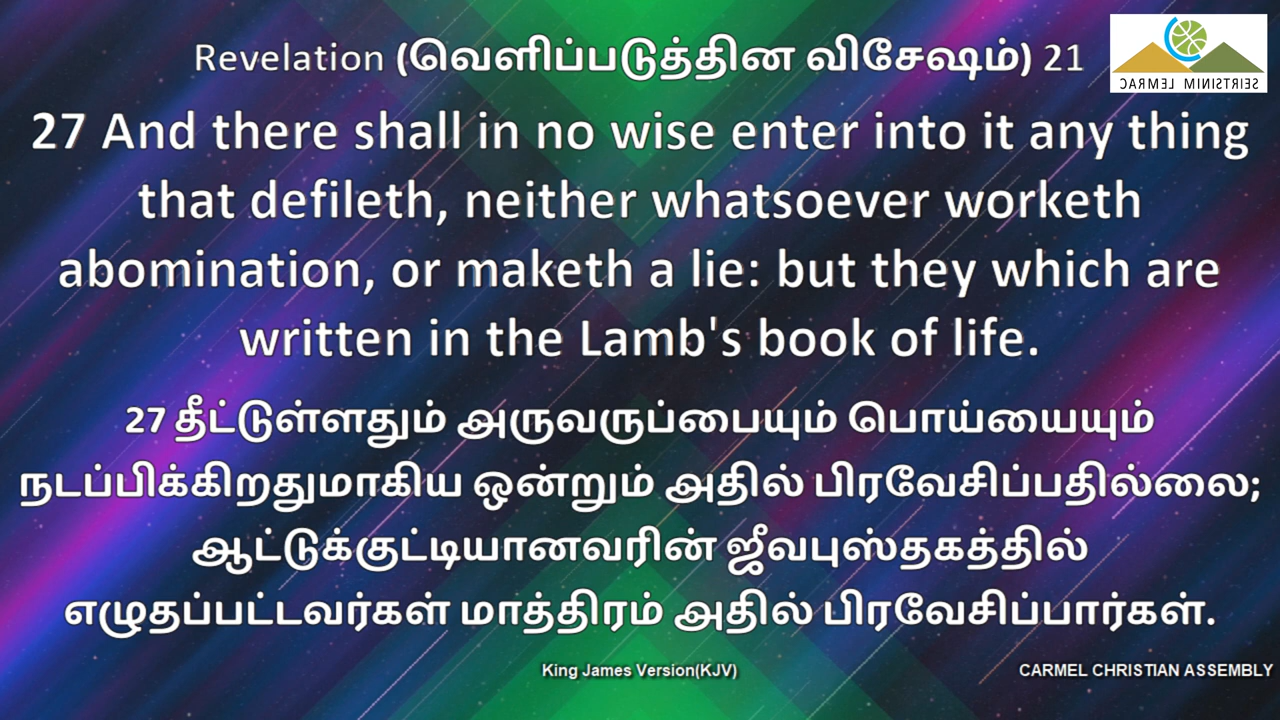 Revelation (வெளிப்படுத்தின விசேஷம்) 21
CARMEL MINISTRIES
27 And there shall in no wise enter into it any thing
that defileth, neither whatsoever worketh
abomination, or maketh a lie: but they which are
written in the Lamb's book of life.
27 தீட்டுள்ளதும் அருவருப்பையும் பொய்யையும்
நடப்பிக்கிறதுமாகிய ஒன்றும் அதில் பிரவேசிப்பதில்லை;
ஆட்டுக்குட்டியானவரின் ஜீவபுஸ்தகத்தில்
எழுதப்பட்டவர்கள் மாத்திரம் அதில் பிரவேசிப்பார்கள்.
King James Version(KJV)
CARMEL CHRISTIAN ASSEMBLY